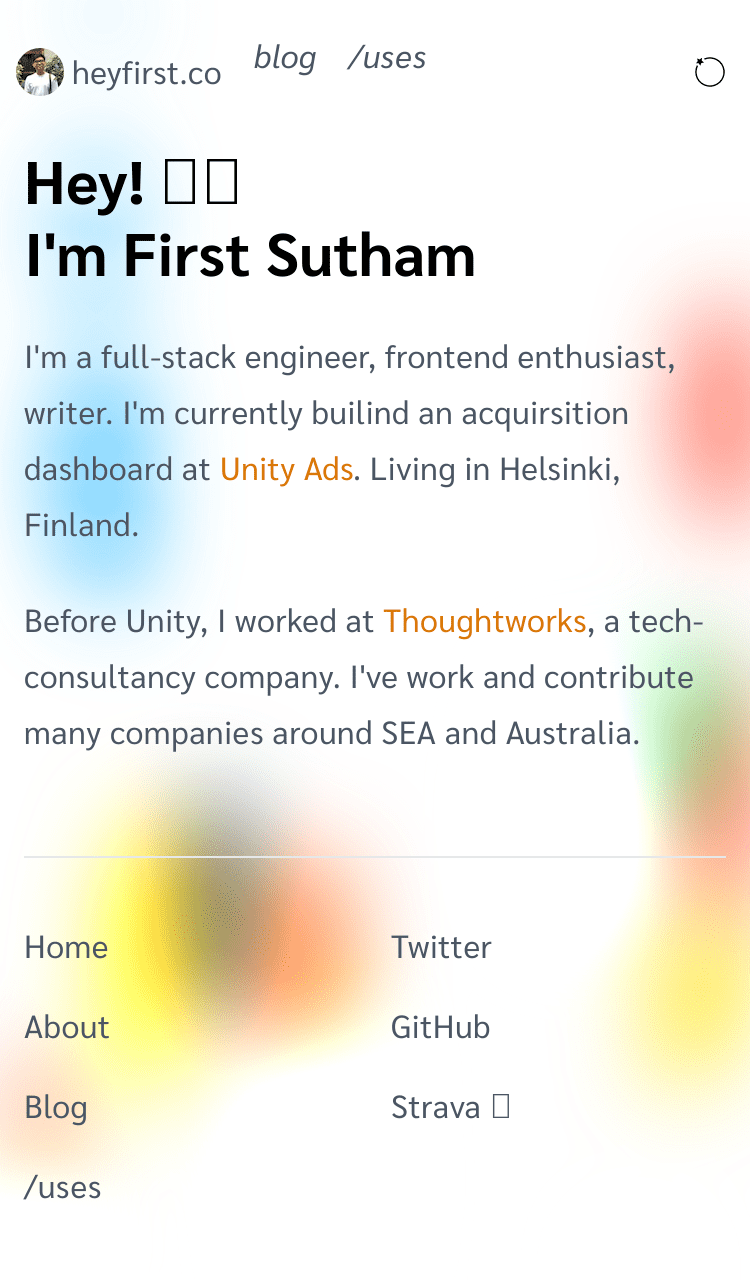 heyfirst.co blog /uses
Hey!
I'm First Sutham
I'm a full-stack engineer, frontend enthusiast,
writer. I'm currently builind an acquirsition
dashboard at Unity Ads. Living in Helsinki,
Finland.
Before Unity, I worked at Thoughtworks, a tech-
consultancy company. I've work and contribute
many companies around SEA and Australia.
Home
About
Blog
/uses
Twitter
GitHub
Strava